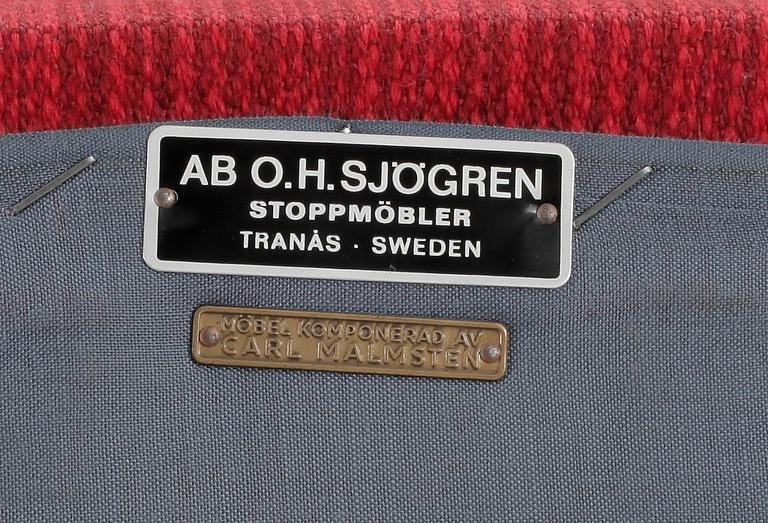 AB O.H. SJÖGREN
STOPPMÖBLER
TRANÅS · SWEDEN
MÖBEL KOMPONERAD AV
CARL MALMSTEN